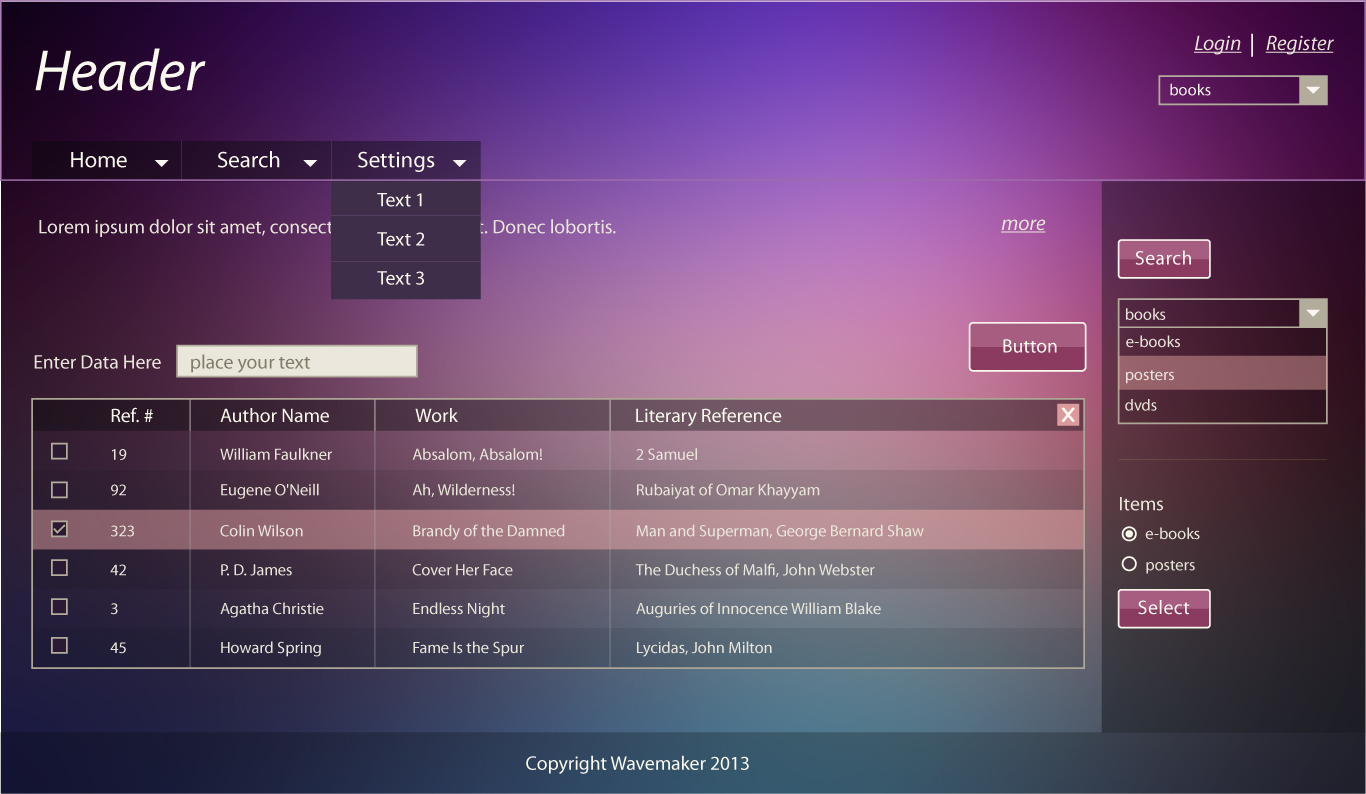 Login | Register
Header
books
Home Search Settings
Text 1
Lorem ipsum dolor sit amet, consect t. Donec lobortis. more
Text 2
Text 3
Search
books
e-books
posters
dvds
Button
Enter Data Here place your text
Ref. # Author Name Work Literary Reference X
19 William Faulkner Absalom, Absalom! 2 Samuel
92 Eugene O'Neill Ah, Wilderness! Rubaiyat of Omar Khayyam
323 Colin Wilson Brandy of the Damned Man and Superman, George Bernard Shaw
42 P. D. James Cover Her Face The Duchess of Malfi, John Webster
3 Agatha Christie Endless Night Auguries of Innocence William Blake
45 Howard Spring Fame Is the Spur Lycidas, John Milton
Items
e-books
posters
Select
Copyright Wavemaker 2013